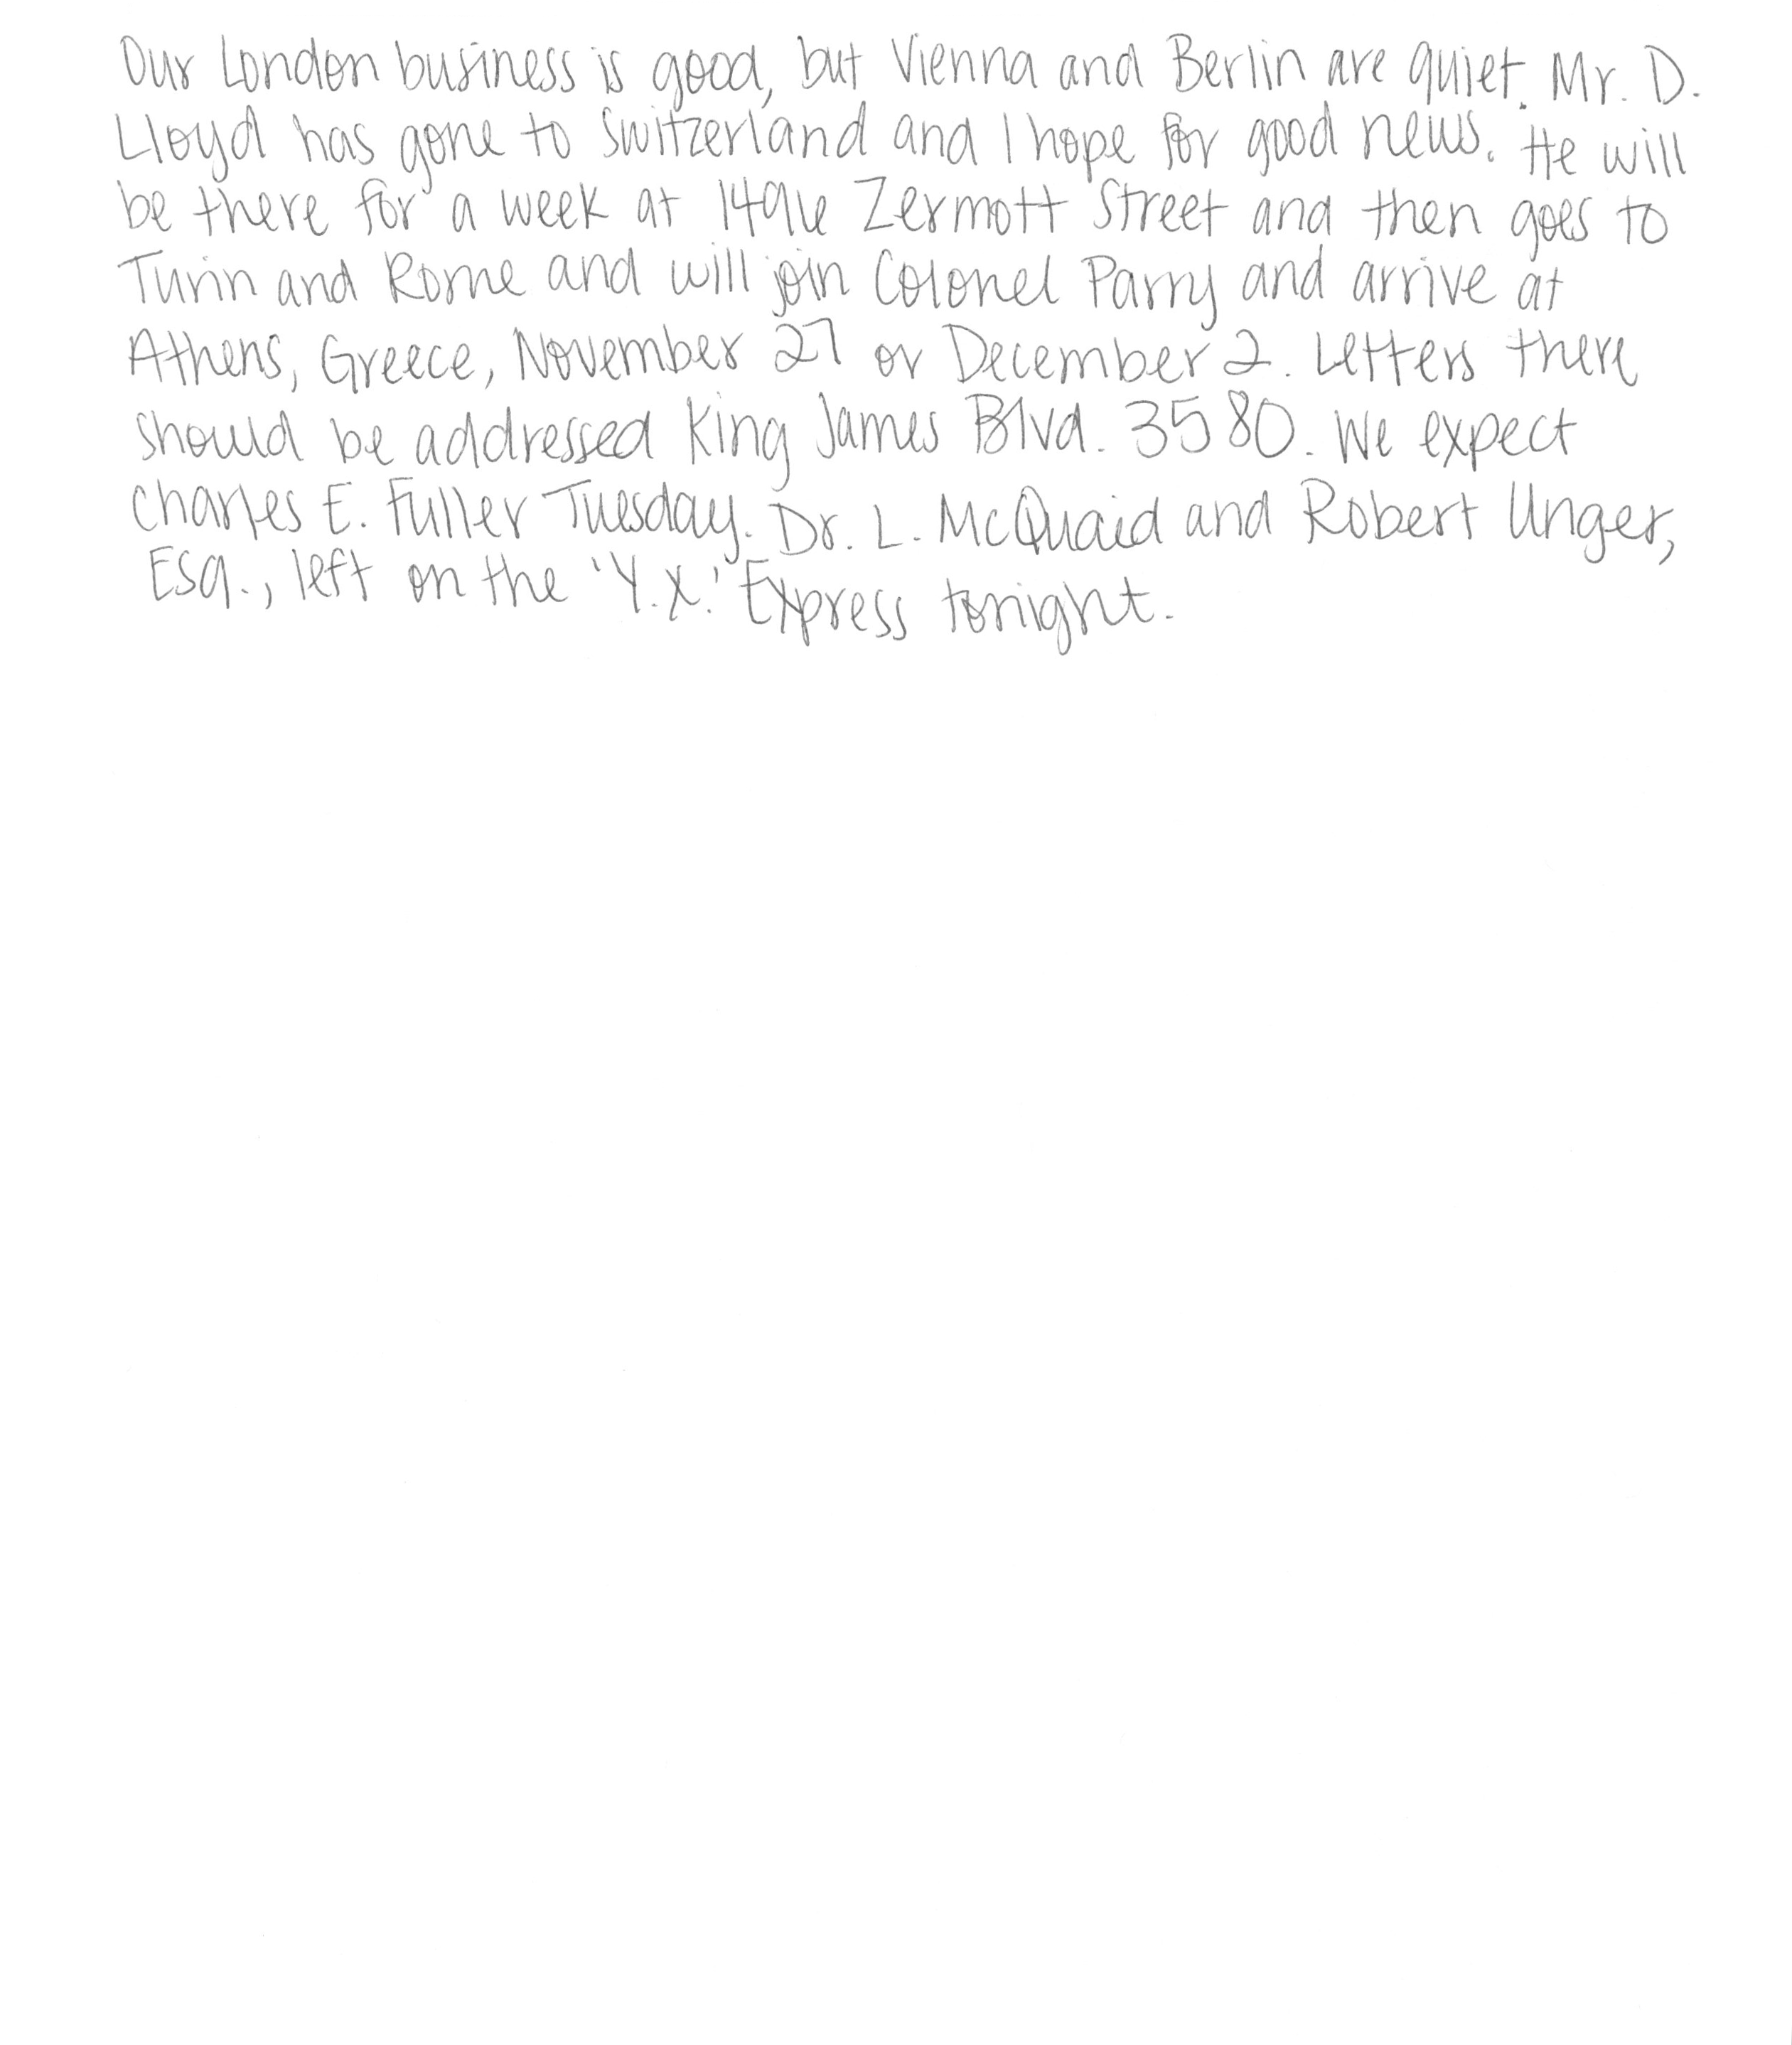 Our London business is good, but Vienna and Berlin are quiet. Mr. D.
Lloyd has gone to Switzerland and I hope for good news. He will
be there for a week at 1496 Zermott Street and then goes to
Turin and Rome and will join Colonel Parry and arrive at
Athens, Greece, November 27 or December 2. Letters there
should be addressed King James Blvd. 3580. We expect
Charles E. Fuller Tuesday. Dr. L. McQuaid and Robert Unger,
Esq., left on the 'Y.X.' Express tonight.